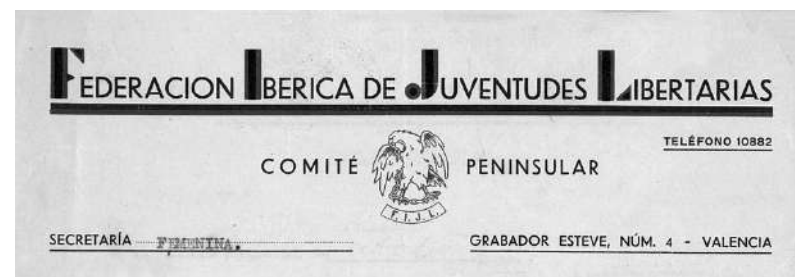 FEDERACION IBERICA DE JUVENTUDES LIBERTARIAS
TELÉFONO 10882
COMITÉ PENINSULAR
F.I.J.L.
SECRETARÍA FEMENINA.
GRABADOR ESTEVE, NÚM. 4 - VALENCIA